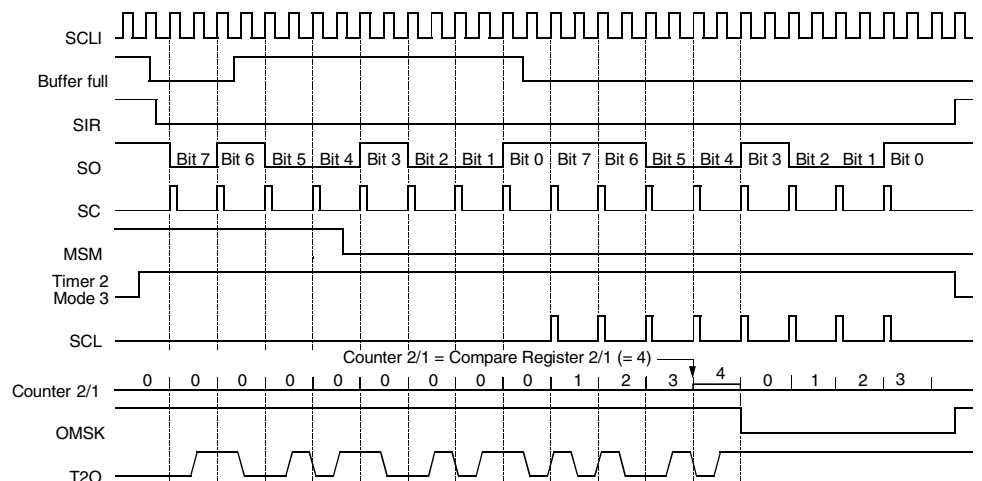 SCLI
Buffer full
SIR
SO
Bit 7 Bit 6 Bit 5 Bit 4 Bit 3 Bit 2 Bit 1 Bit 0 Bit 7 Bit 6 Bit 5 Bit 4 Bit 3 Bit 2 Bit 1 Bit 0
SC
MSM
Timer 2
Mode 3
SCL
Counter 2/1 = Compare Register 2/1 (= 4)
Counter 2/1
0 0 0 0 0 0 0 0 0 1 2 3 4 0 1 2 3
OMSK
T2O